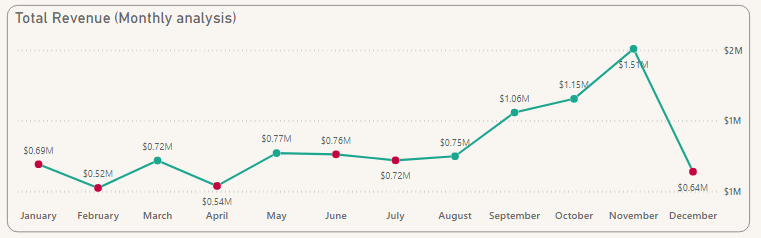 Total Revenue (Monthly analysis)
$2M
$1.51M
$1.15M
$1.06M
$1M
$0.77M
$0.76M
$0.75M
$0.72M
$0.69M
$0.72M
$0.52M
$0.64M
$1M
$0.54M
January February March April May June July August September October November December